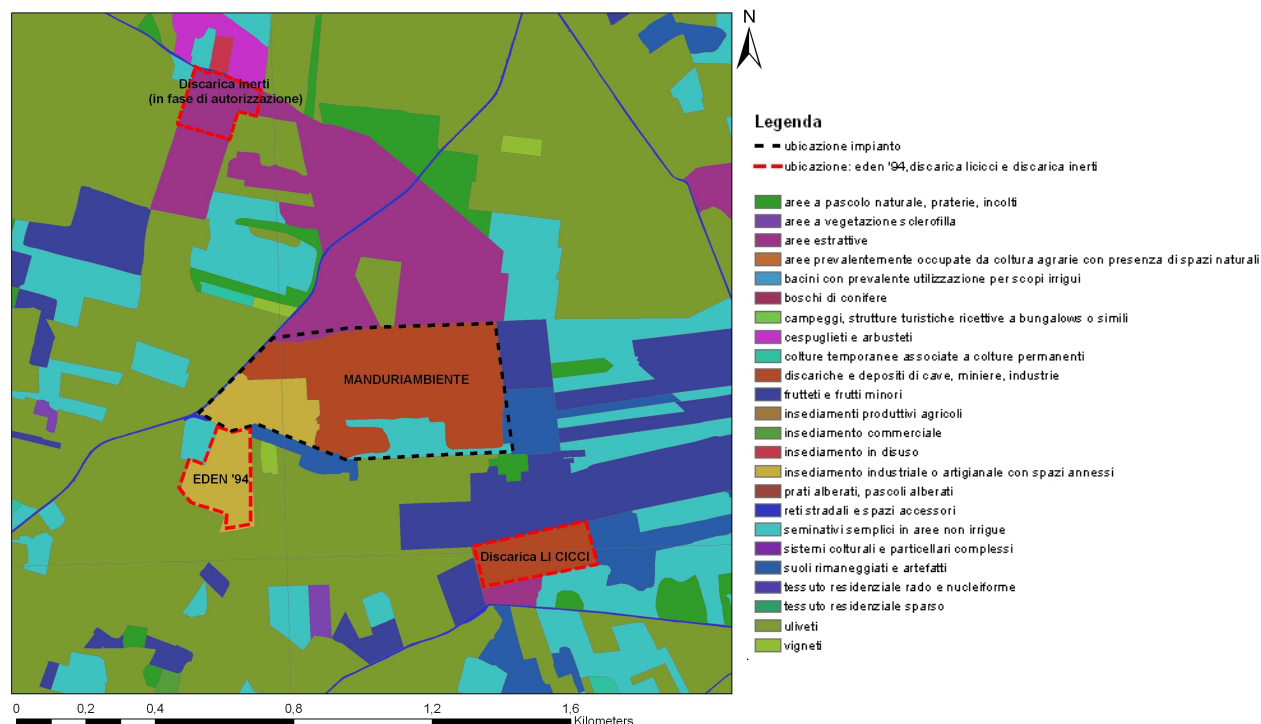 N
Discarica inerti
(in fase di autorizzazione)
MANDURIAMBIENTE
EDEN '94
Discarica LI CICCI
Legenda
ubicazione impianto
ubicazione: eden '94,discarica licicci e discarica inerti
aree a pascolo naturale, praterie, incolti
aree a vegetazione sclerofilla
aree estrattive
aree prevalentemente occupate da coltura agrarie con presenza di spazi naturali
bacini con prevalente utilizzazione per scopi irrigui
boschi di conifere
campeggi, strutture turistiche ricettive a bungalows o simili
cespuglieti e arbusteti
colture temporanee associate a colture permanenti
discariche e depositi di cave, miniere, industrie
frutteti e frutti minori
insediamenti produttivi agricoli
insediamento commerciale
insediamento in disuso
insediamento industriale o artigianale con spazi annessi
prati alberati, pascoli alberati
reti stradali e spazi accessori
seminativi semplici in aree non irrigue
sistemi colturali e particellari complessi
suoli rimaneggiati e artefatti
tessuto residenziale rado e nucleiforme
tessuto residenziale sparso
uliveti
vigneti
0 0,2 0,4 0,8 1,2 1,6
Kilometers